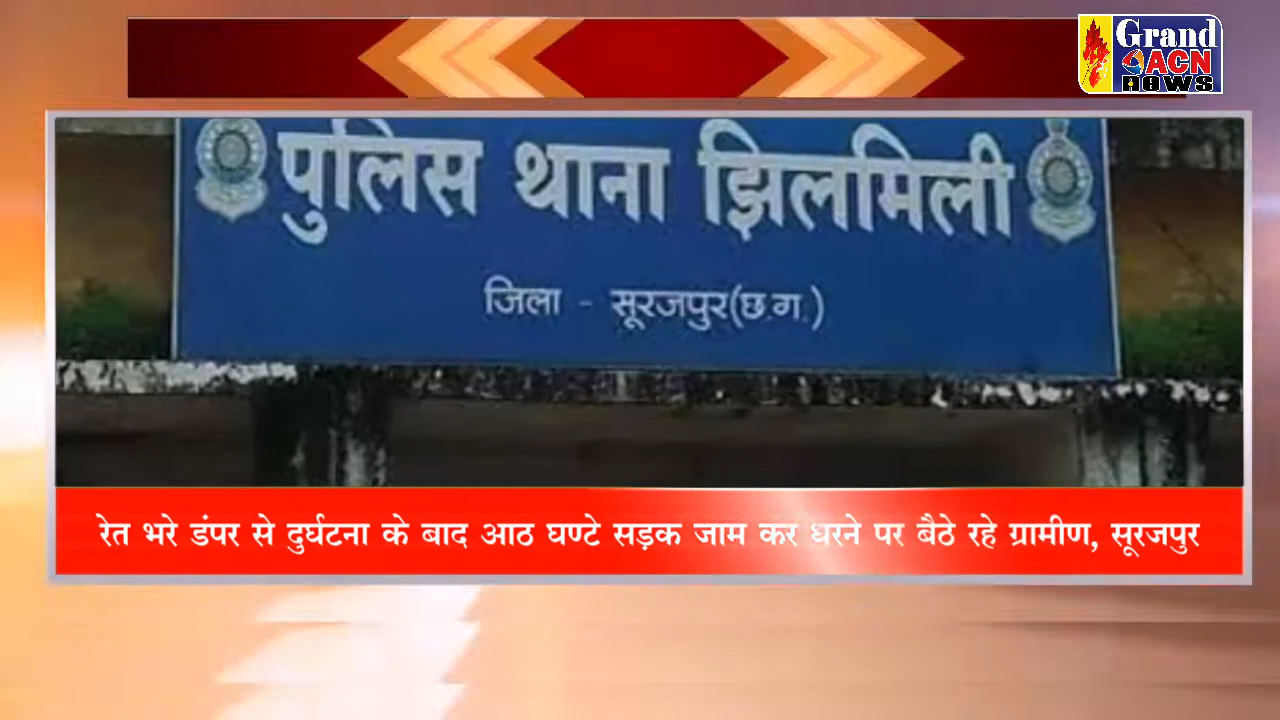 Grand
ACN
news
पुलिस थाना झिलमिली
जिला - सूरजपुर(छ.ग.)
रेत भरे डंपर से दुर्घटना के बाद आठ घण्टे सड़क जाम कर धरने पर बैठे रहे ग्रामीण, सूरजपुर